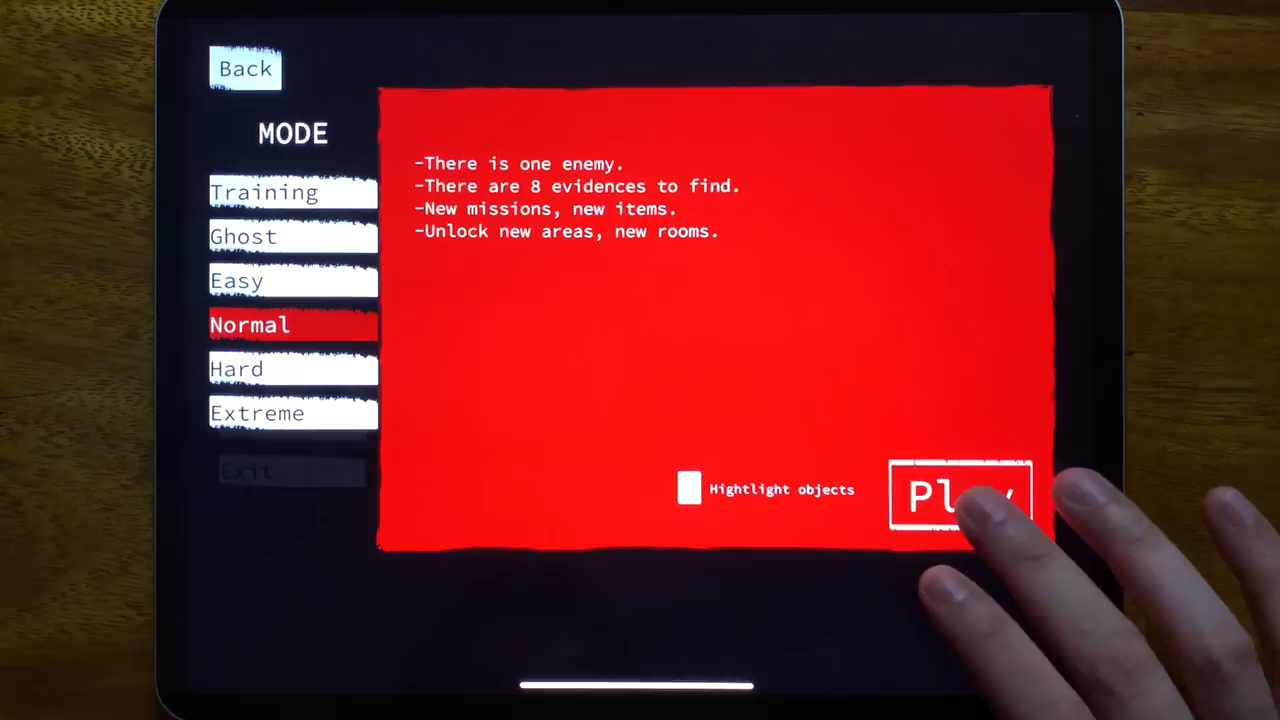 Back
MODE
Training
Ghost
Easy
Normal
Hard
Extreme
Exit
-There is one enemy.
-There are 8 evidences to find.
-New missions, new items.
-Unlock new areas, new rooms.
Hightlight objects